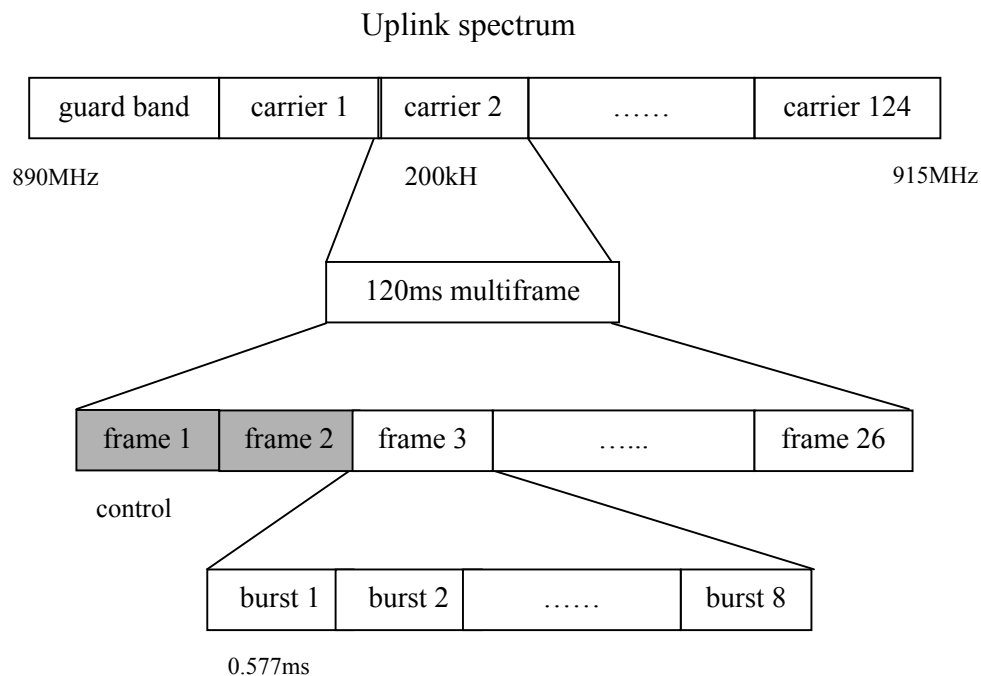 Uplink spectrum
guard band carrier 1 carrier 2 …… carrier 124
890MHz 200kH 915MHz
120ms multiframe
frame 1 frame 2 frame 3 …... frame 26
control
burst 1 burst 2 …… burst 8
0.577ms